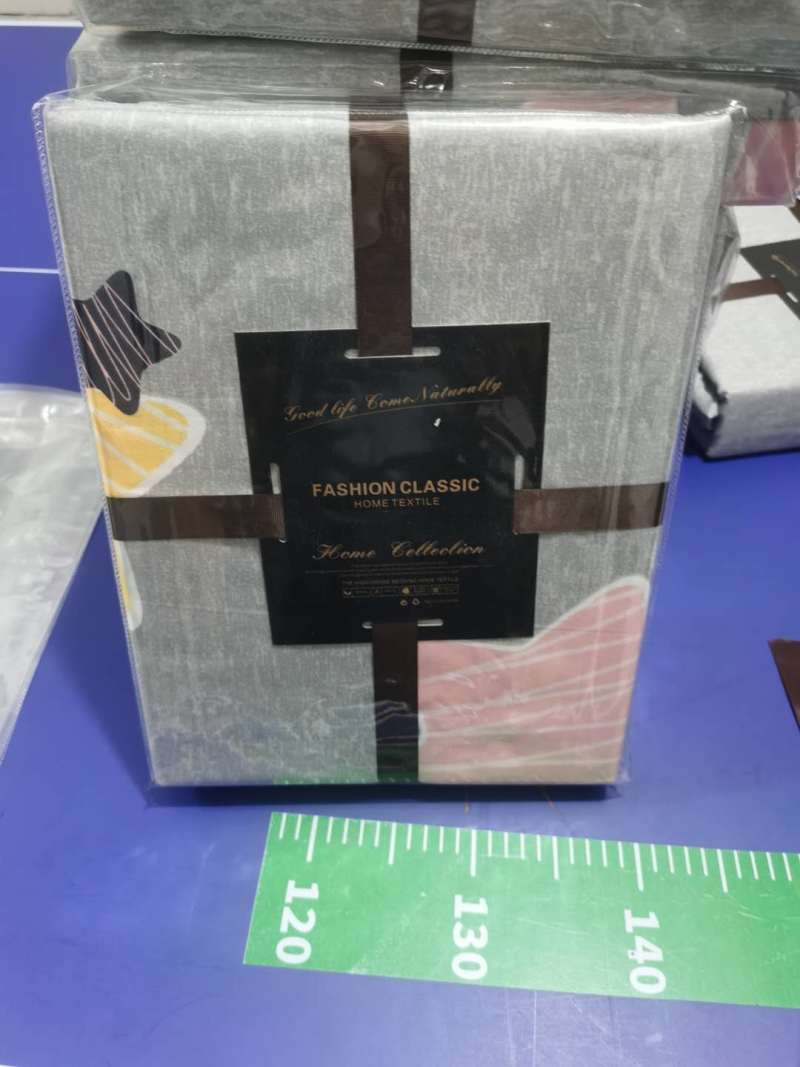 Good life Come Naturally
FASHION CLASSIC
HOME TEXTILE
Home Collection
120
130
140